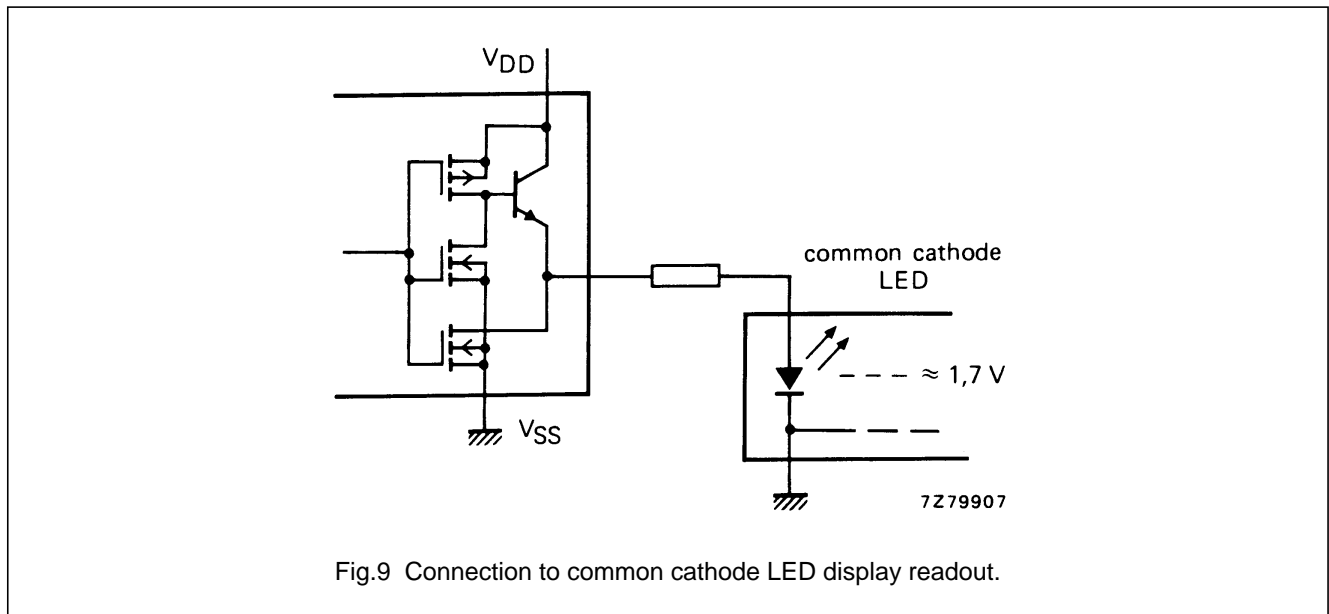 VDD
common cathode
LED
≈ 1,7 V
VSS
7Z79907
Fig.9 Connection to common cathode LED display readout.